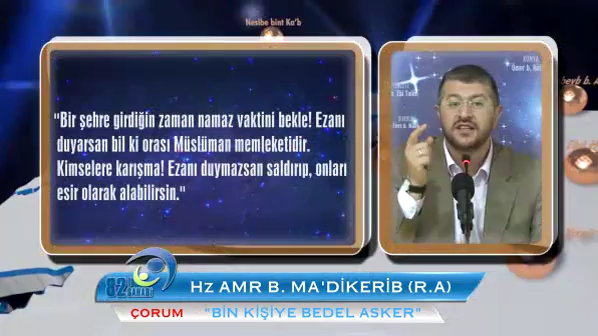 Nesibe bint Ka'b
"Bir şehre girdiğin zaman namaz vaktini bekle! Ezanı
duyarsan bil ki orası Müslüman memleketidir.
Kimselere karışma! Ezanı duymazsan saldırıp, onları
esir olarak alabilirsin."
KONYA
82
SAHABİ
Hz AMR B. MA'DİKERİB (R.A)
ÇORUM "BİN KİŞİYE BEDEL ASKER"